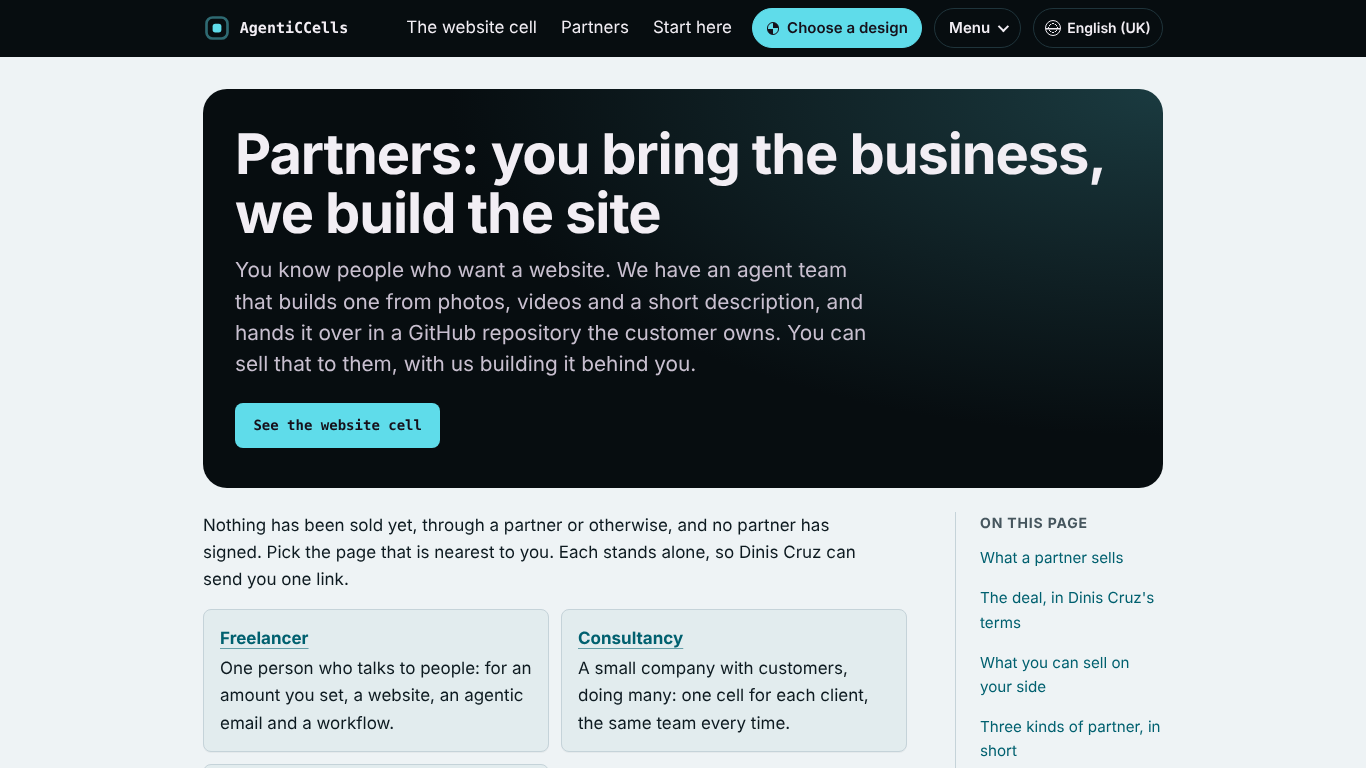 AgentiCCells
The website cell
Partners
Start here
Choose a design
Menu
English (UK)
Partners: you bring the business,
we build the site
You know people who want a website. We have an agent team
that builds one from photos, videos and a short description, and
hands it over in a GitHub repository the customer owns. You can
sell that to them, with us building it behind you.
See the website cell
Nothing has been sold yet, through a partner or otherwise, and no partner has
signed. Pick the page that is nearest to you. Each stands alone, so Dinis Cruz can
send you one link.
Freelancer
One person who talks to people: for an
amount you set, a website, an agentic
email and a workflow.
Consultancy
A small company with customers,
doing many: one cell for each client,
the same team every time.
ON THIS PAGE
What a partner sells
The deal, in Dinis Cruz's
terms
What you can sell on
your side
Three kinds of partner, in
short